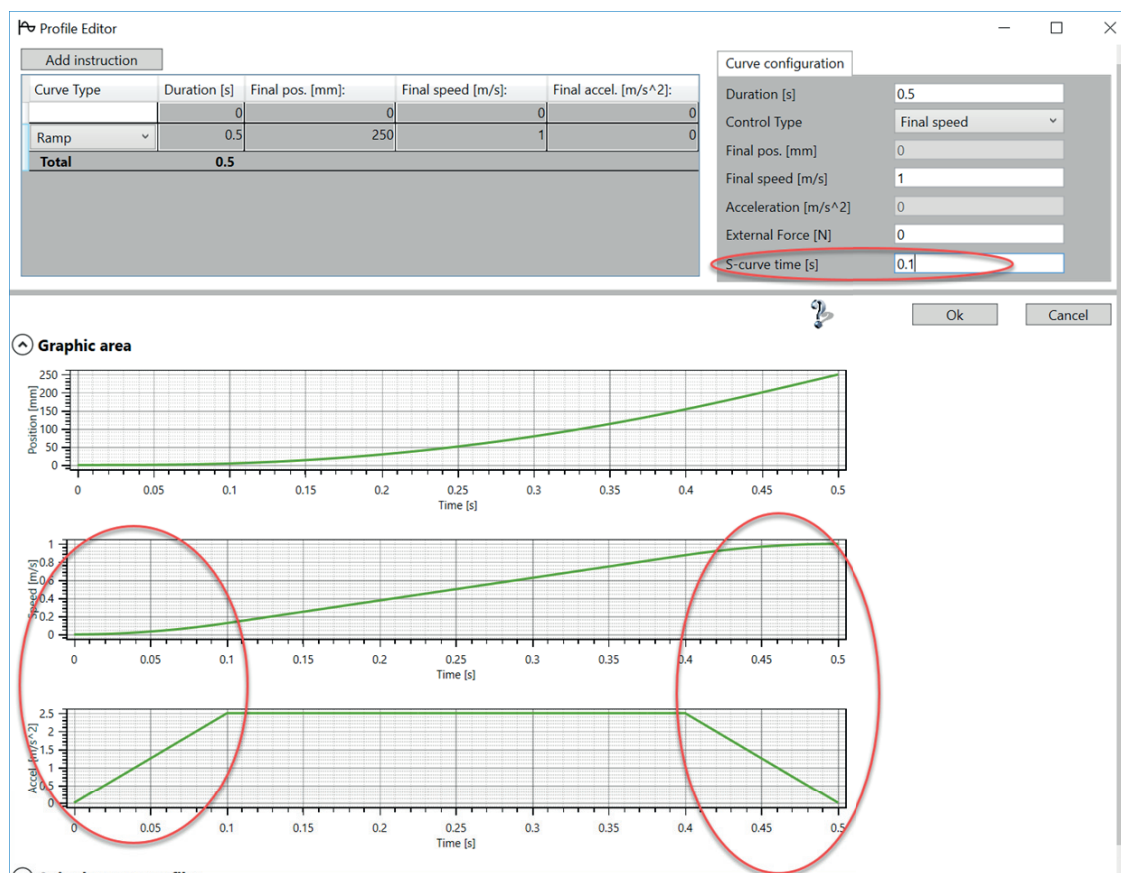 Profile Editor
Add instruction
Curve Type Duration [s] Final pos. [mm]: Final speed [m/s]: Final accel. [m/s^2]:
0 0 0 0
Ramp 0.5 250 1 0
Total 0.5
Curve configuration
Duration [s] 0.5
Control Type Final speed
Final pos. [mm] 0
Final speed [m/s] 1
Acceleration [m/s^2] 0
External Force [N] 0
S-curve time [s] 0.1
Ok Cancel
Graphic area
Position [mm]
250
200
150
100
50
0
0 0.05 0.1 0.15 0.2 0.25 0.3 0.35 0.4 0.45 0.5
Time [s]
Speed [m/s]
1
0.8
0.6
0.4
0.2
0
0 0.05 0.1 0.15 0.2 0.25 0.3 0.35 0.4 0.45 0.5
Time [s]
Accel. [m/s^2]
2.5
2
1.5
1
0.5
0
0 0.05 0.1 0.15 0.2 0.25 0.3 0.35 0.4 0.45 0.5
Time [s]